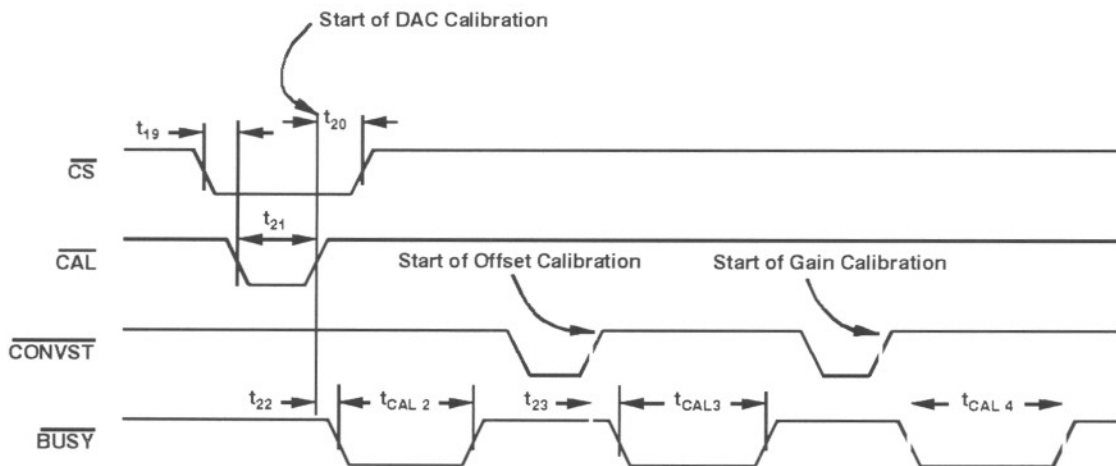 Start of DAC Calibration
t19
t20
CS
t21
CAL
Start of Offset Calibration
Start of Gain Calibration
CONVST
t22
tCAL 2
t23
tCAL3
tCAL 4
BUSY